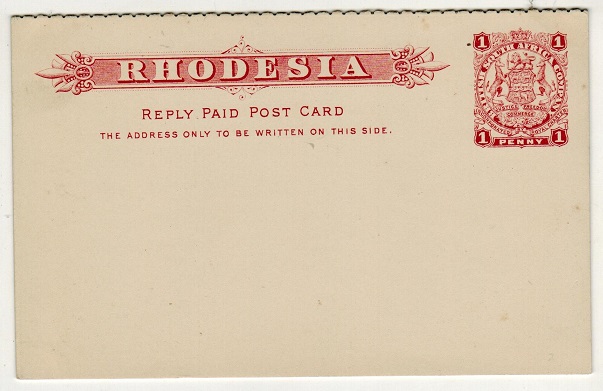 RHODESIA
REPLY PAID POST CARD
THE ADDRESS ONLY TO BE WRITTEN ON THIS SIDE.
1 1
SOUTH AFRICA COMPANY
JUSTICE FREEDOM
COMMERCE
1 PENNY 1